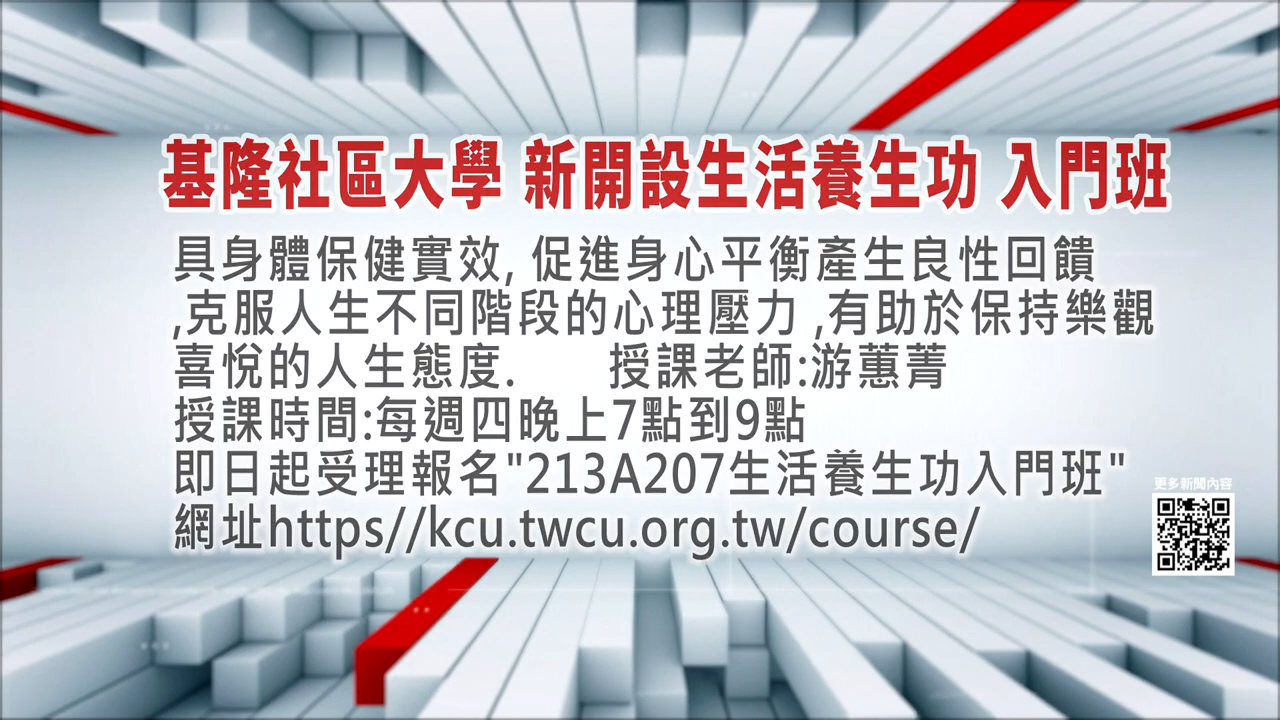 基隆社區大學 新開設生活養生功 入門班
具身體保健實效, 促進身心平衡產生良性回饋
,克服人生不同階段的心理壓力 ,有助於保持樂觀
喜悅的人生態度.　　授課老師:游蕙菁
授課時間:每週四晚上7點到9點
即日起受理報名"213A207生活養生功入門班"
網址https//kcu.twcu.org.tw/course/
更多新聞內容